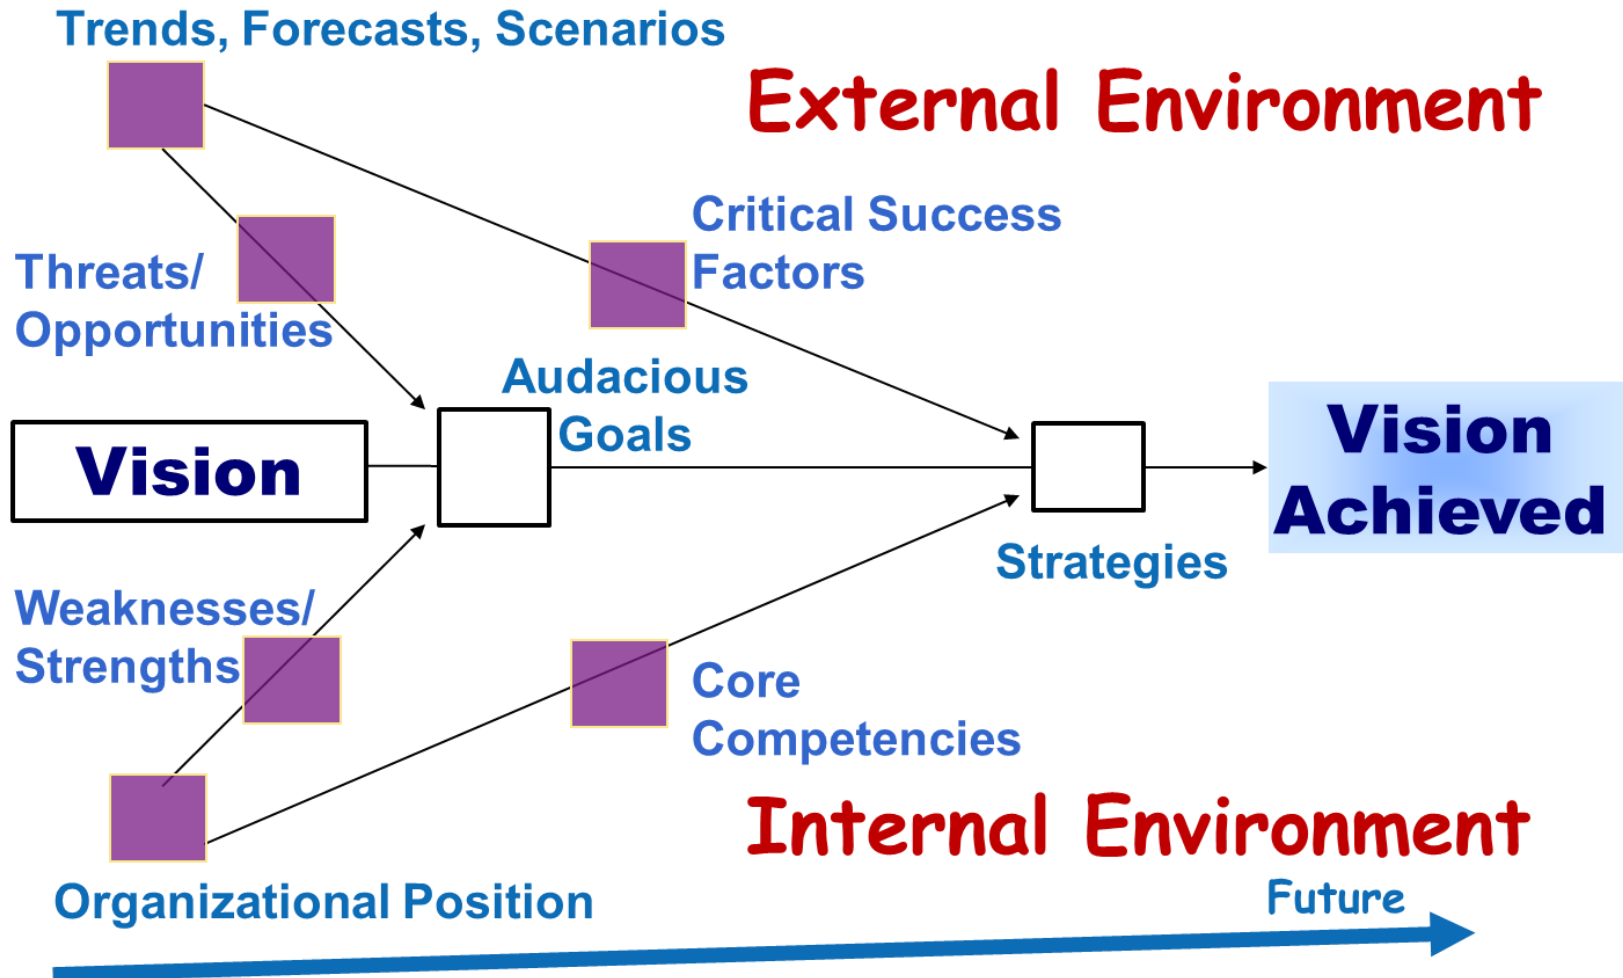 Trends, Forecasts, Scenarios
External Environment
Critical Success
Factors
Threats/
Opportunities
Audacious
Goals
Vision
Vision
Achieved
Strategies
Weaknesses/
Strengths
Core
Competencies
Internal Environment
Organizational Position
Future